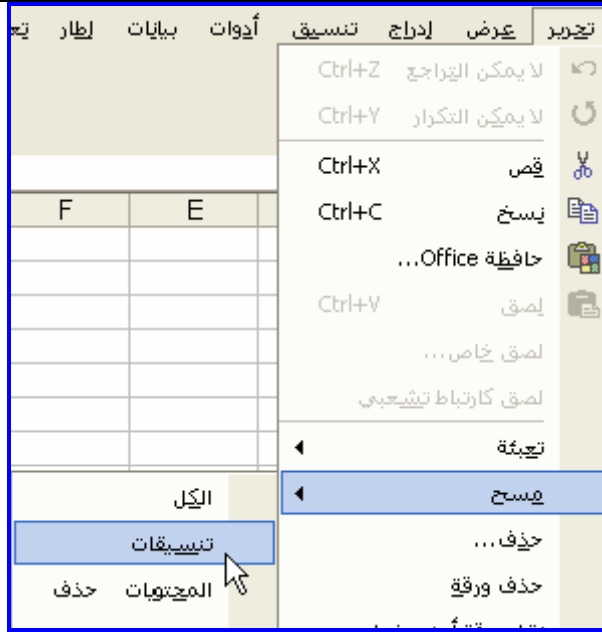 تحرير عرض إدراج تنسيق أدوات بيانات إطار
لا يمكن التراجع Ctrl+Z
لا يمكن التكرار Ctrl+Y
قص Ctrl+X
نسخ Ctrl+C
حافظة Office...
لصق Ctrl+V
لصق خاص...
لصق كارتباط تشعبي
تعبئة
مسح
حذف...
حذف ورقة
E F
الكل
تنسيقات
المحتويات حذف